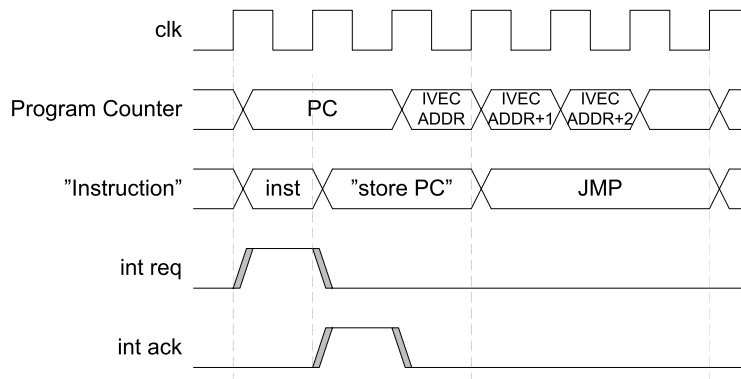 clk
Program Counter
PC
IVEC
ADDR
IVEC
ADDR+1
IVEC
ADDR+2
”Instruction”
inst
”store PC”
JMP
int req
int ack